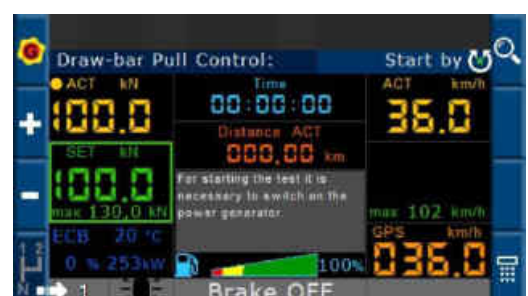 G
Draw-bar Pull Control:
Start by
ACT kN
100.0
Time
00:00:00
ACT km/h
36.0
Distance ACT
000,00 km
SET kN
100.0
max 130,0 kN
For starting the test it is
necessary to switch on the
power generator.
max 102 km/h
ECB 20 °C
0 % 253kW
100%
GPS km/h
036.0
1 2
N 1
Brake OFF
+
-